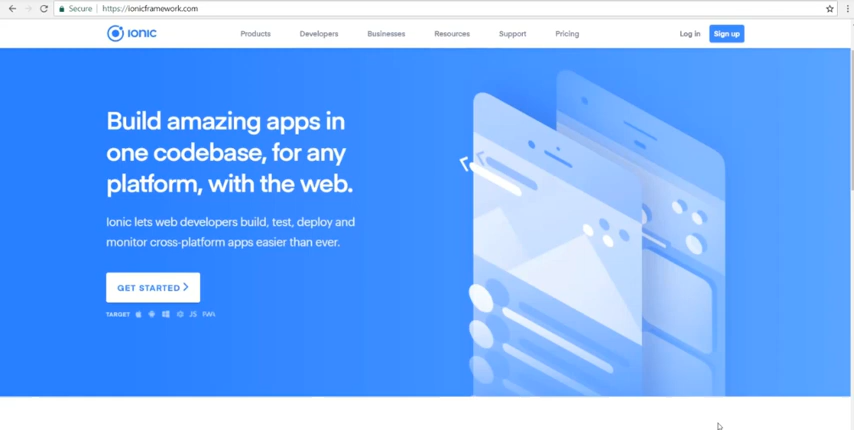 Secure | https://ionicframework.com
IONIC Products Developers Businesses Resources Support Pricing Log in Sign up
Build amazing apps in
one codebase, for any
platform, with the web.
Ionic lets web developers build, test, deploy and
monitor cross-platform apps easier than ever.
GET STARTED >
TARGET JS PWA